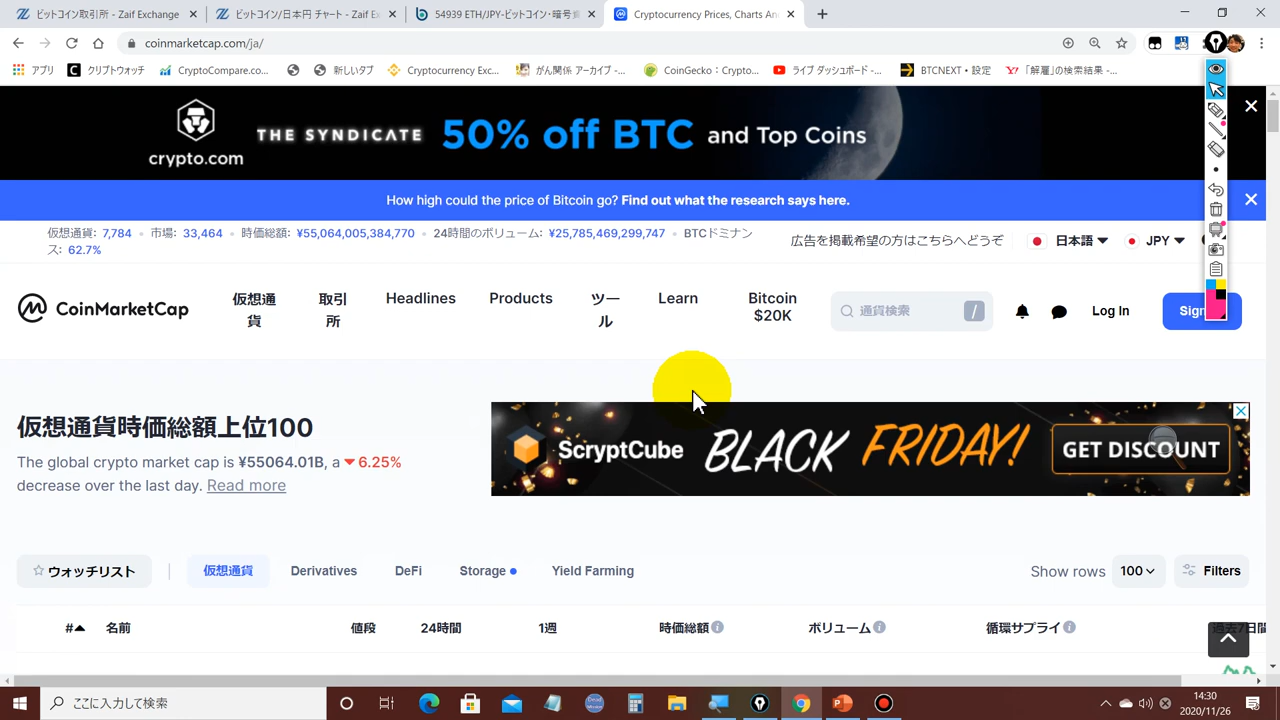 ビットコイン取引所 - Zaif Exchange
ビットコイン/日本円 チャート - Zaif Ex
54939 ETH/JPY-ビットコイン・暗号資
Cryptocurrency Prices, Charts An
coinmarketcap.com/ja/
アプリ
クリプトウォッチ
CryptoCompare.co...
新しいタブ
Cryptocurrency Exc...
がん関係 アーカイブ -...
CoinGecko : Crypto...
ライブ ダッシュボード -...
BTCNEXT・設定
「解雇」の検索結果 -...
crypto.com
THE SYNDICATE
50% off BTC and Top Coins
How high could the price of Bitcoin go? Find out what the research says here.
仮想通貨: 7,784 • 市場: 33,464 • 時価総額: ¥55,064,005,384,770 • 24時間のボリューム: ¥25,785,469,299,747 • BTCドミナン
ス: 62.7%
広告を掲載希望の方はこちらへどうぞ
日本語
JPY
CoinMarketCap
仮想通
貨
取引
所
Headlines
Products
ツー
ル
Learn
Bitcoin
$20K
通貨検索
/
Log In
Sign
仮想通貨時価総額上位100
The global crypto market cap is ¥55064.01B, a ▼6.25%
decrease over the last day. Read more
ScryptCube
BLACK FRIDAY!
GET DISCOUNT
ウォッチリスト
仮想通貨
Derivatives
DeFi
Storage
Yield Farming
Show rows
100
Filters
#
名前
値段
24時間
1週
時価総額
ボリューム
循環サプライ
過去7日間
ここに入力して検索
14:30
2020/11/26